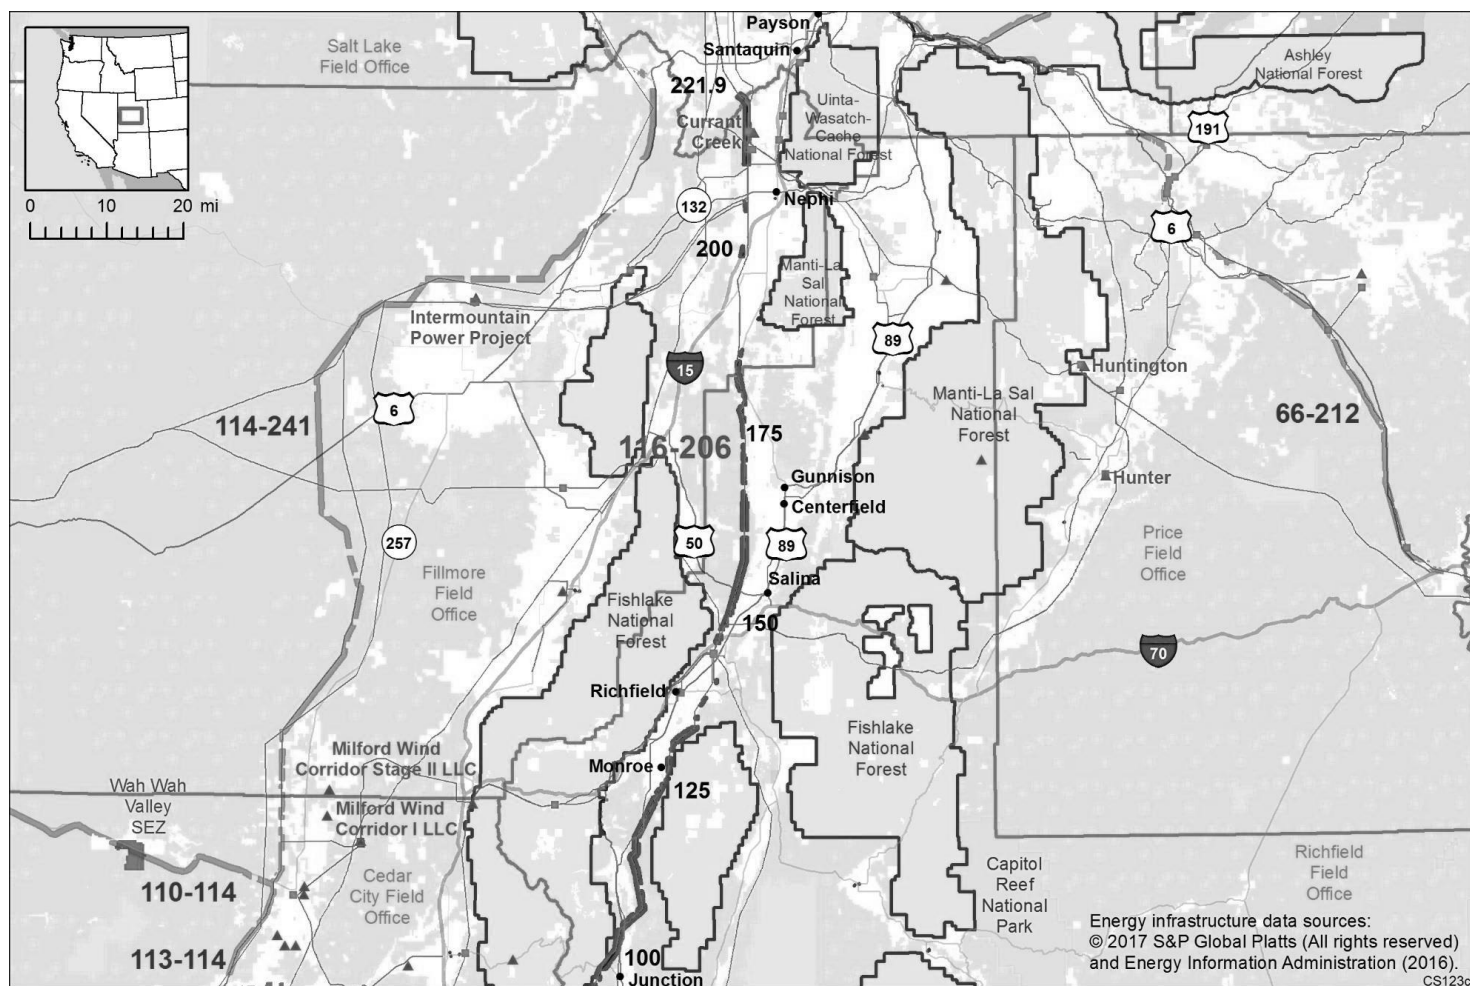 Payson
Santaquin
Salt Lake
Field Office
Ashley
National Forest
221.9
Currant
Creek
Uinta-
Wasatch-
Cache
National Forest
191
0 10 20 mi
132
Nephi
6
200
Manti-La
Sal
National
Forest
Intermountain
Power Project
89
15
Huntington
6
114-241
Manti-La Sal
National
Forest
66-212
175
116-206
Gunnison
Hunter
Centerfield
257
50
89
Price
Field
Office
Fillmore
Field
Office
Salina
Fishlake
National
Forest
150
70
Richfield
Fishlake
National
Forest
Milford Wind
Corridor Stage II LLC
Monroe
Wah Wah
Valley
SEZ
125
Milford Wind
Corridor I LLC
110-114
Cedar
City Field
Office
Capitol
Reef
National
Park
Richfield
Field
Office
113-114
100
Junction
Energy infrastructure data sources:
© 2017 S&P Global Platts (All rights reserved)
and Energy Information Administration (2016).
CS123c